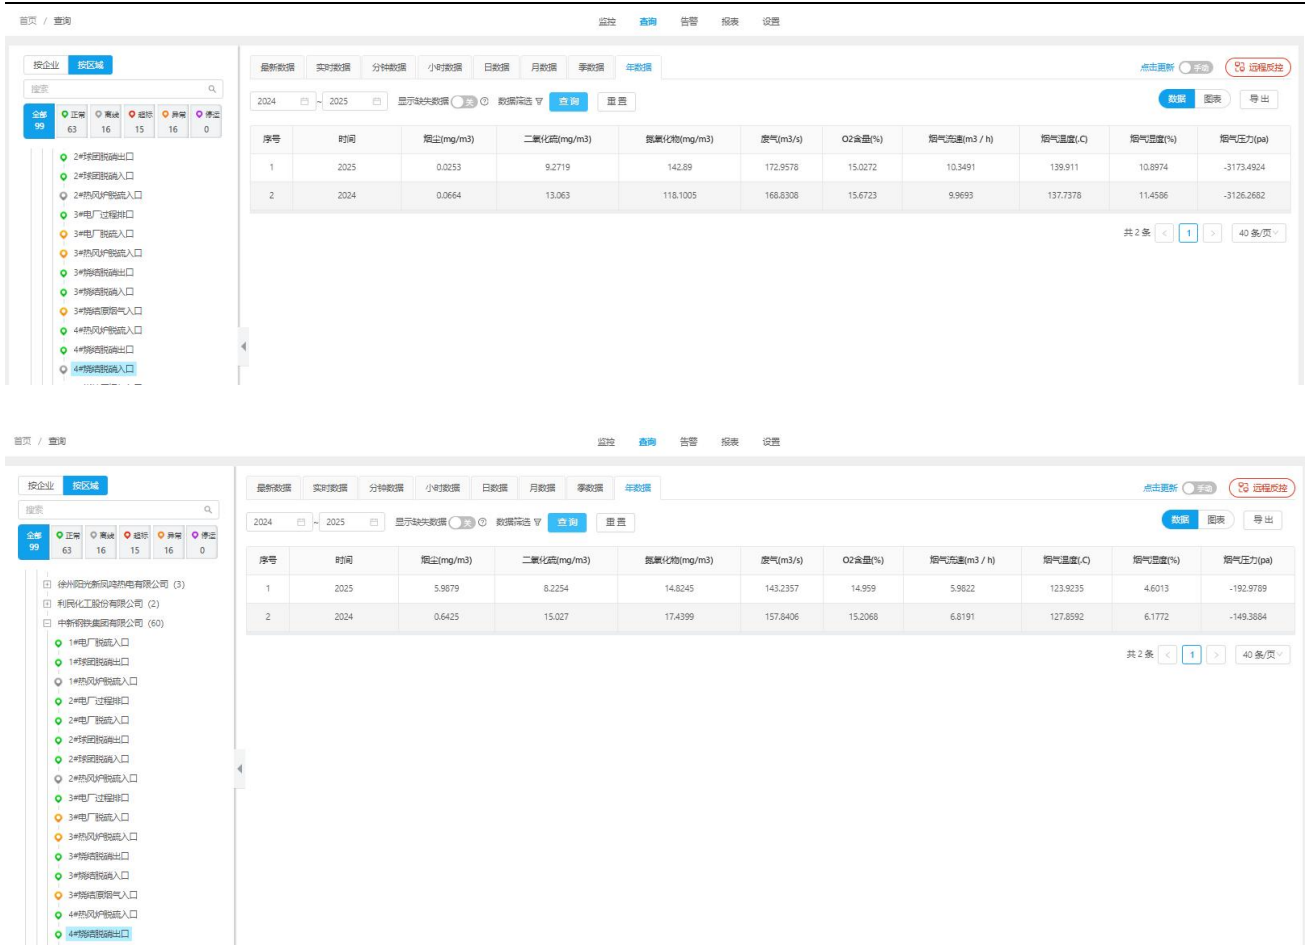 首页 / 查询
监控 查询 告警 报表 设置
按企业 按区域
最新数据 实时数据 分钟数据 小时数据 日数据 月数据 季数据 年数据
点击更新 手动 远程反控
搜索
2024 ~ 2025 显示缺失数据 关 数据筛选 查询 重置
数据 图表 导出
全部 99 正常 63 离线 16 超标 15 异常 16 停运 0
序号 时间 烟尘(mg/m3) 二氧化硫(mg/m3) 氮氧化物(mg/m3) 废气(m3/s) O2含量(%) 烟气流速(m3 / h) 烟气温度(.C) 烟气湿度(%) 烟气压力(pa)
1 2025 0.0253 9.2719 142.89 172.9578 15.0272 10.3491 139.911 10.8974 -3173.4924
2 2024 0.0664 13.063 118.1005 168.8308 15.6723 9.9693 137.7378 11.4586 -3126.2682
共 2 条 < 1 > 40 条/页
2#球团脱硝出口
2#球团脱硝入口
2#热风炉脱硫入口
3#电厂过程排口
3#电厂脱硫入口
3#热风炉脱硫入口
3#烧结脱硝出口
3#烧结脱硝入口
3#烧结原烟气入口
4#热风炉脱硫入口
4#烧结脱硝出口
4#烧结脱硝入口
首页 / 查询
监控 查询 告警 报表 设置
按企业 按区域
最新数据 实时数据 分钟数据 小时数据 日数据 月数据 季数据 年数据
点击更新 手动 远程反控
搜索
2024 ~ 2025 显示缺失数据 关 数据筛选 查询 重置
数据 图表 导出
全部 99 正常 63 离线 16 超标 15 异常 16 停运 0
序号 时间 烟尘(mg/m3) 二氧化硫(mg/m3) 氮氧化物(mg/m3) 废气(m3/s) O2含量(%) 烟气流速(m3 / h) 烟气温度(.C) 烟气湿度(%) 烟气压力(pa)
1 2025 5.9879 8.2254 14.8245 143.2357 14.959 5.9822 123.9235 4.6013 -192.9789
2 2024 0.6425 15.027 17.4399 157.8406 15.2068 6.8191 127.8592 6.1772 -149.3884
共 2 条 < 1 > 40 条/页
徐州阳光新凤鸣热电有限公司 (3)
利民化工股份有限公司 (2)
中新钢铁集团有限公司 (60)
1#电厂脱硫入口
1#球团脱硝出口
1#热风炉脱硫入口
2#电厂过程排口
2#电厂脱硫入口
2#球团脱硝出口
2#球团脱硝入口
2#热风炉脱硫入口
3#电厂过程排口
3#电厂脱硫入口
3#热风炉脱硫入口
3#烧结脱硝出口
3#烧结脱硝入口
3#烧结原烟气入口
4#热风炉脱硫入口
4#烧结脱硝出口